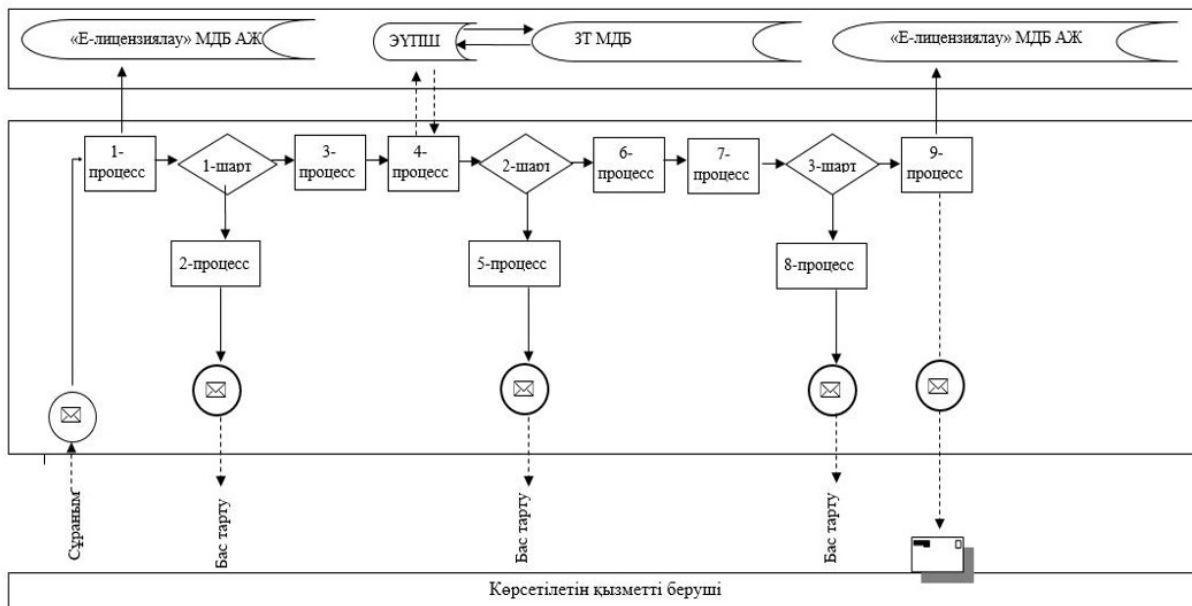 «Е-лицензиялау» МДБ АЖ
ЭҮПШ
ЗТ МДБ
«Е-лицензиялау» МДБ АЖ
1-
процесс
1-шарт
3-
процесс
4-
процесс
2-шарт
6-
процесс
7-
процесс
3-шарт
9-
процесс
2-процесс
5-процесс
8-процесс
Сұраным
Бас тарту
Бас тарту
Бас тарту
Көрсетілетін қызметті беруші